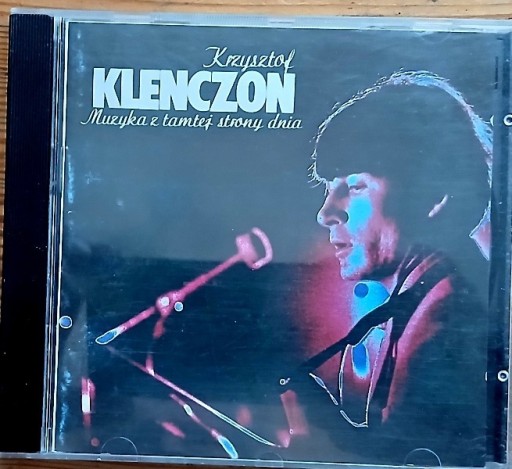 Krzysztof
KLENCZON
Muzyka z tamtej strony dnia